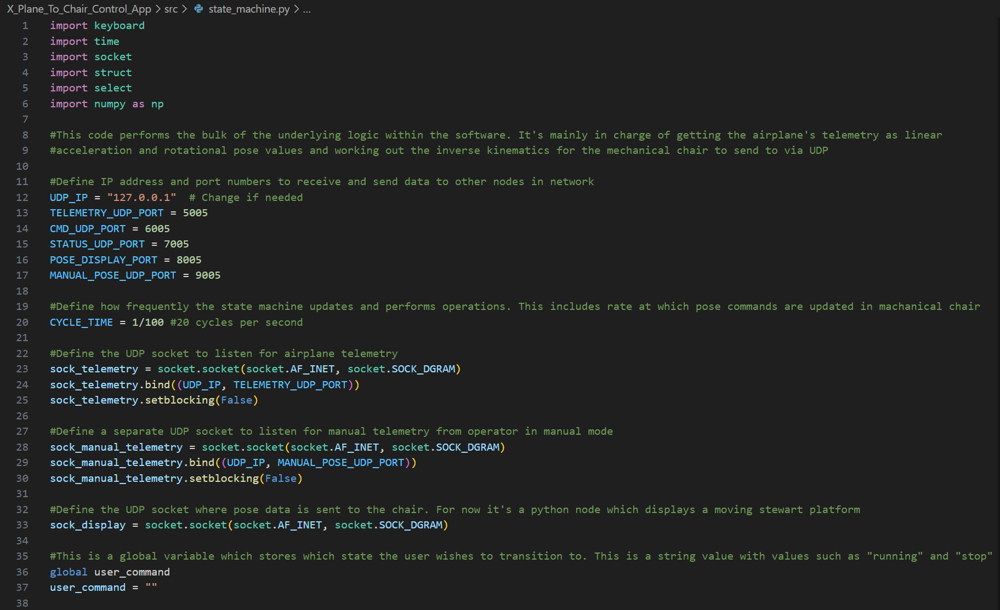 X_Plane_To_Chair_Control_App > src > state_machine.py > ...
1 import keyboard
2 import time
3 import socket
4 import struct
5 import select
6 import numpy as np
7
8 #This code performs the bulk of the underlying logic within the software. It's mainly in charge of getting the airplane's telemetry as linear
9 #acceleration and rotational pose values and working out the inverse kinematics for the mechanical chair to send to via UDP
10
11 #Define IP address and port numbers to receive and send data to other nodes in network
12 UDP_IP = "127.0.0.1"  # Change if needed
13 TELEMETRY_UDP_PORT = 5005
14 CMD_UDP_PORT = 6005
15 STATUS_UDP_PORT = 7005
16 POSE_DISPLAY_PORT = 8005
17 MANUAL_POSE_UDP_PORT = 9005
18
19 #Define how frequently the state machine updates and performs operations. This includes rate at which pose commands are updated in machanical chair
20 CYCLE_TIME = 1/100 #20 cycles per second
21
22 #Define the UDP socket to listen for airplane telemetry
23 sock_telemetry = socket.socket(socket.AF_INET, socket.SOCK_DGRAM)
24 sock_telemetry.bind((UDP_IP, TELEMETRY_UDP_PORT))
25 sock_telemetry.setblocking(False)
26
27 #Define a separate UDP socket to listen for manual telemetry from operator in manual mode
28 sock_manual_telemetry = socket.socket(socket.AF_INET, socket.SOCK_DGRAM)
29 sock_manual_telemetry.bind((UDP_IP, MANUAL_POSE_UDP_PORT))
30 sock_manual_telemetry.setblocking(False)
31
32 #Define the UDP socket where pose data is sent to the chair. For now it's a python node which displays a moving stewart platform
33 sock_display = socket.socket(socket.AF_INET, socket.SOCK_DGRAM)
34
35 #This is a global variable which stores which state the user wishes to transition to. This is a string value with values such as "running" and "stop"
36 global user_command
37 user_command = ""
38